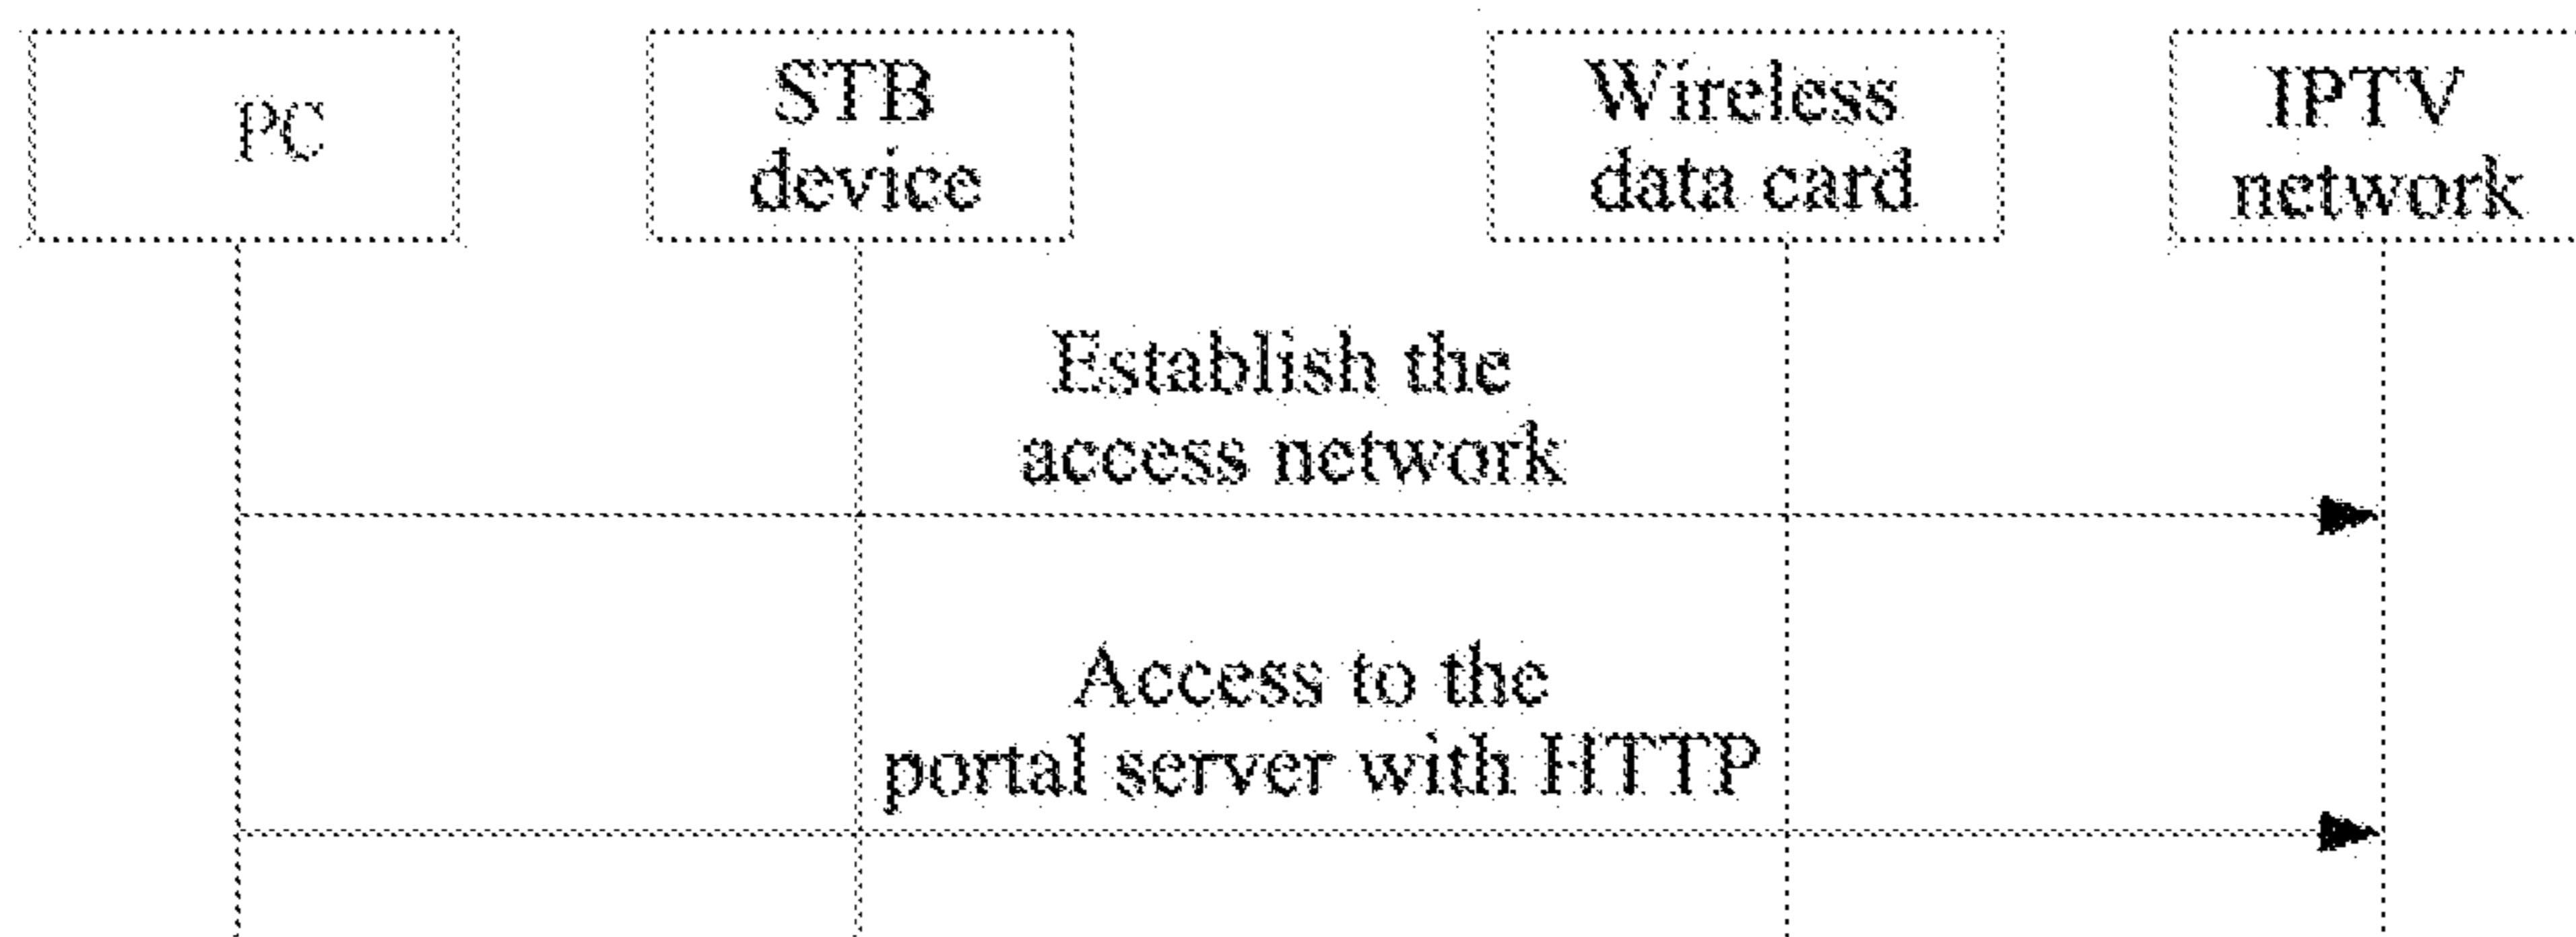 PC
STB
device
Wireless
data card
IPTV
network
Establish the
access network
Access to the
portal server with HTTP